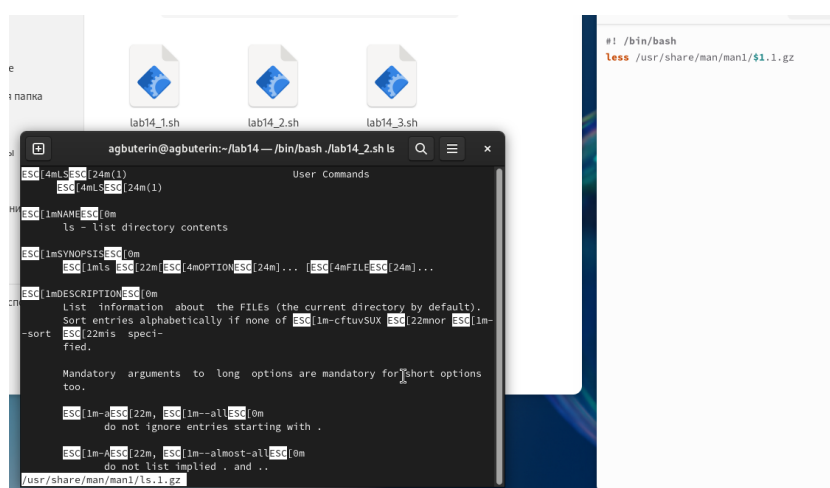 е
я папка
ы
ни
сп
lab14_1.sh
lab14_2.sh
lab14_3.sh
agbuterin@agbuterin:~/lab14 — /bin/bash ./lab14_2.sh ls
ESC[4mLSESC[24m(1) User Commands
ESC[4mLSESC[24m(1)
ESC[1mNAMEESC[0m
ls - list directory contents
ESC[1mSYNOPSISESC[0m
ESC[1mls ESC[22m[ESC[4mOPTIONESC[24m]... [ESC[4mFILEESC[24m]...
ESC[1mDESCRIPTIONESC[0m
List information about the FILEs (the current directory by default).
Sort entries alphabetically if none of ESC[1m-cftuvSUX ESC[22mnor ESC[1m-
-sort ESC[22mis speci-
fied.
Mandatory arguments to long options are mandatory for short options
too.
ESC[1m-aESC[22m, ESC[1m--allESC[0m
do not ignore entries starting with .
ESC[1m-AESC[22m, ESC[1m--almost-allESC[0m
do not list implied . and ..
/usr/share/man/man1/ls.1.gz
#! /bin/bash
less /usr/share/man/man1/$1.1.gz